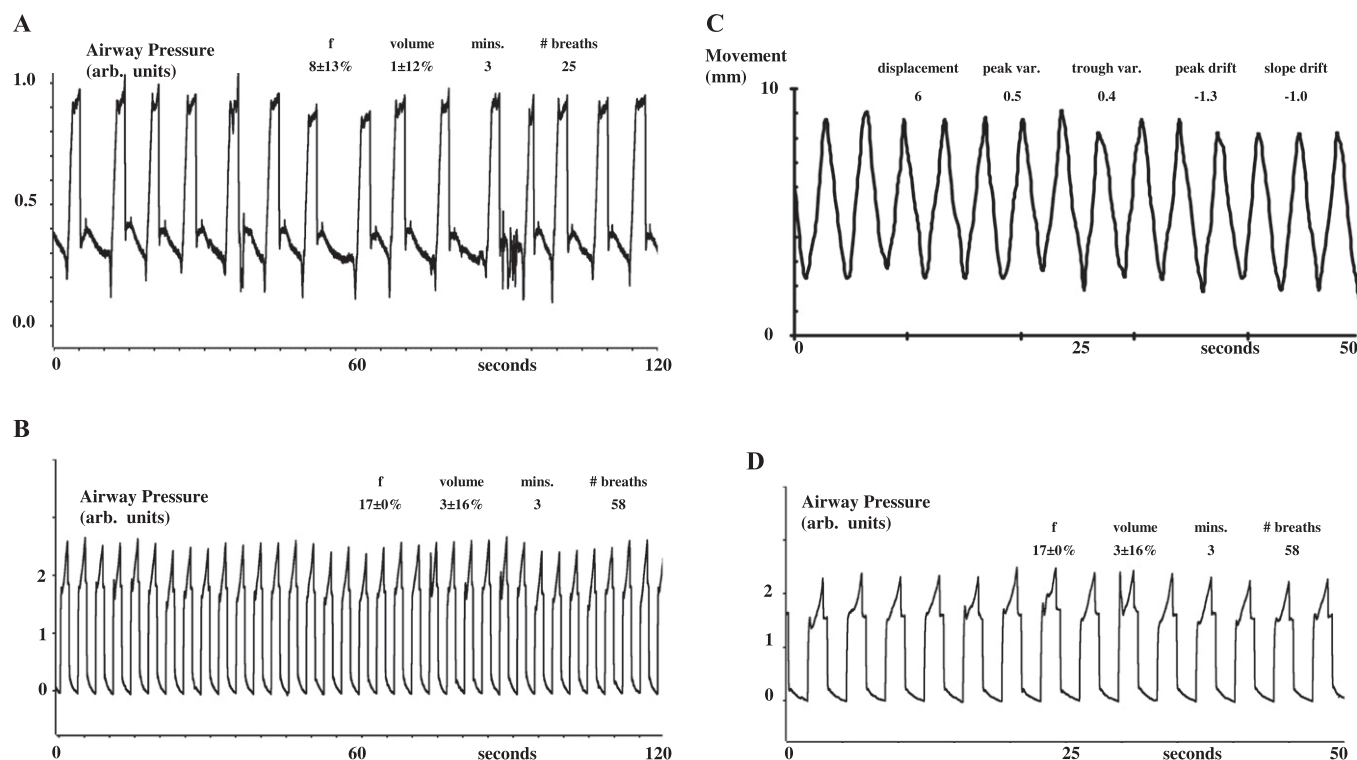 A
Airway Pressure
(arb. units)
f volume mins. # breaths
8±13% 1±12% 3 25
1.0
0.5
0.0
0 60 seconds 120
B
Airway Pressure
(arb. units)
f volume mins. # breaths
17±0% 3±16% 3 58
2
1
0
0 60 seconds 120
C
Movement
(mm)
displacement peak var. trough var. peak drift slope drift
6 0.5 0.4 -1.3 -1.0
10
0
0 25 seconds 50
D
Airway Pressure
(arb. units)
f volume mins. # breaths
17±0% 3±16% 3 58
2
1
0
0 25 seconds 50